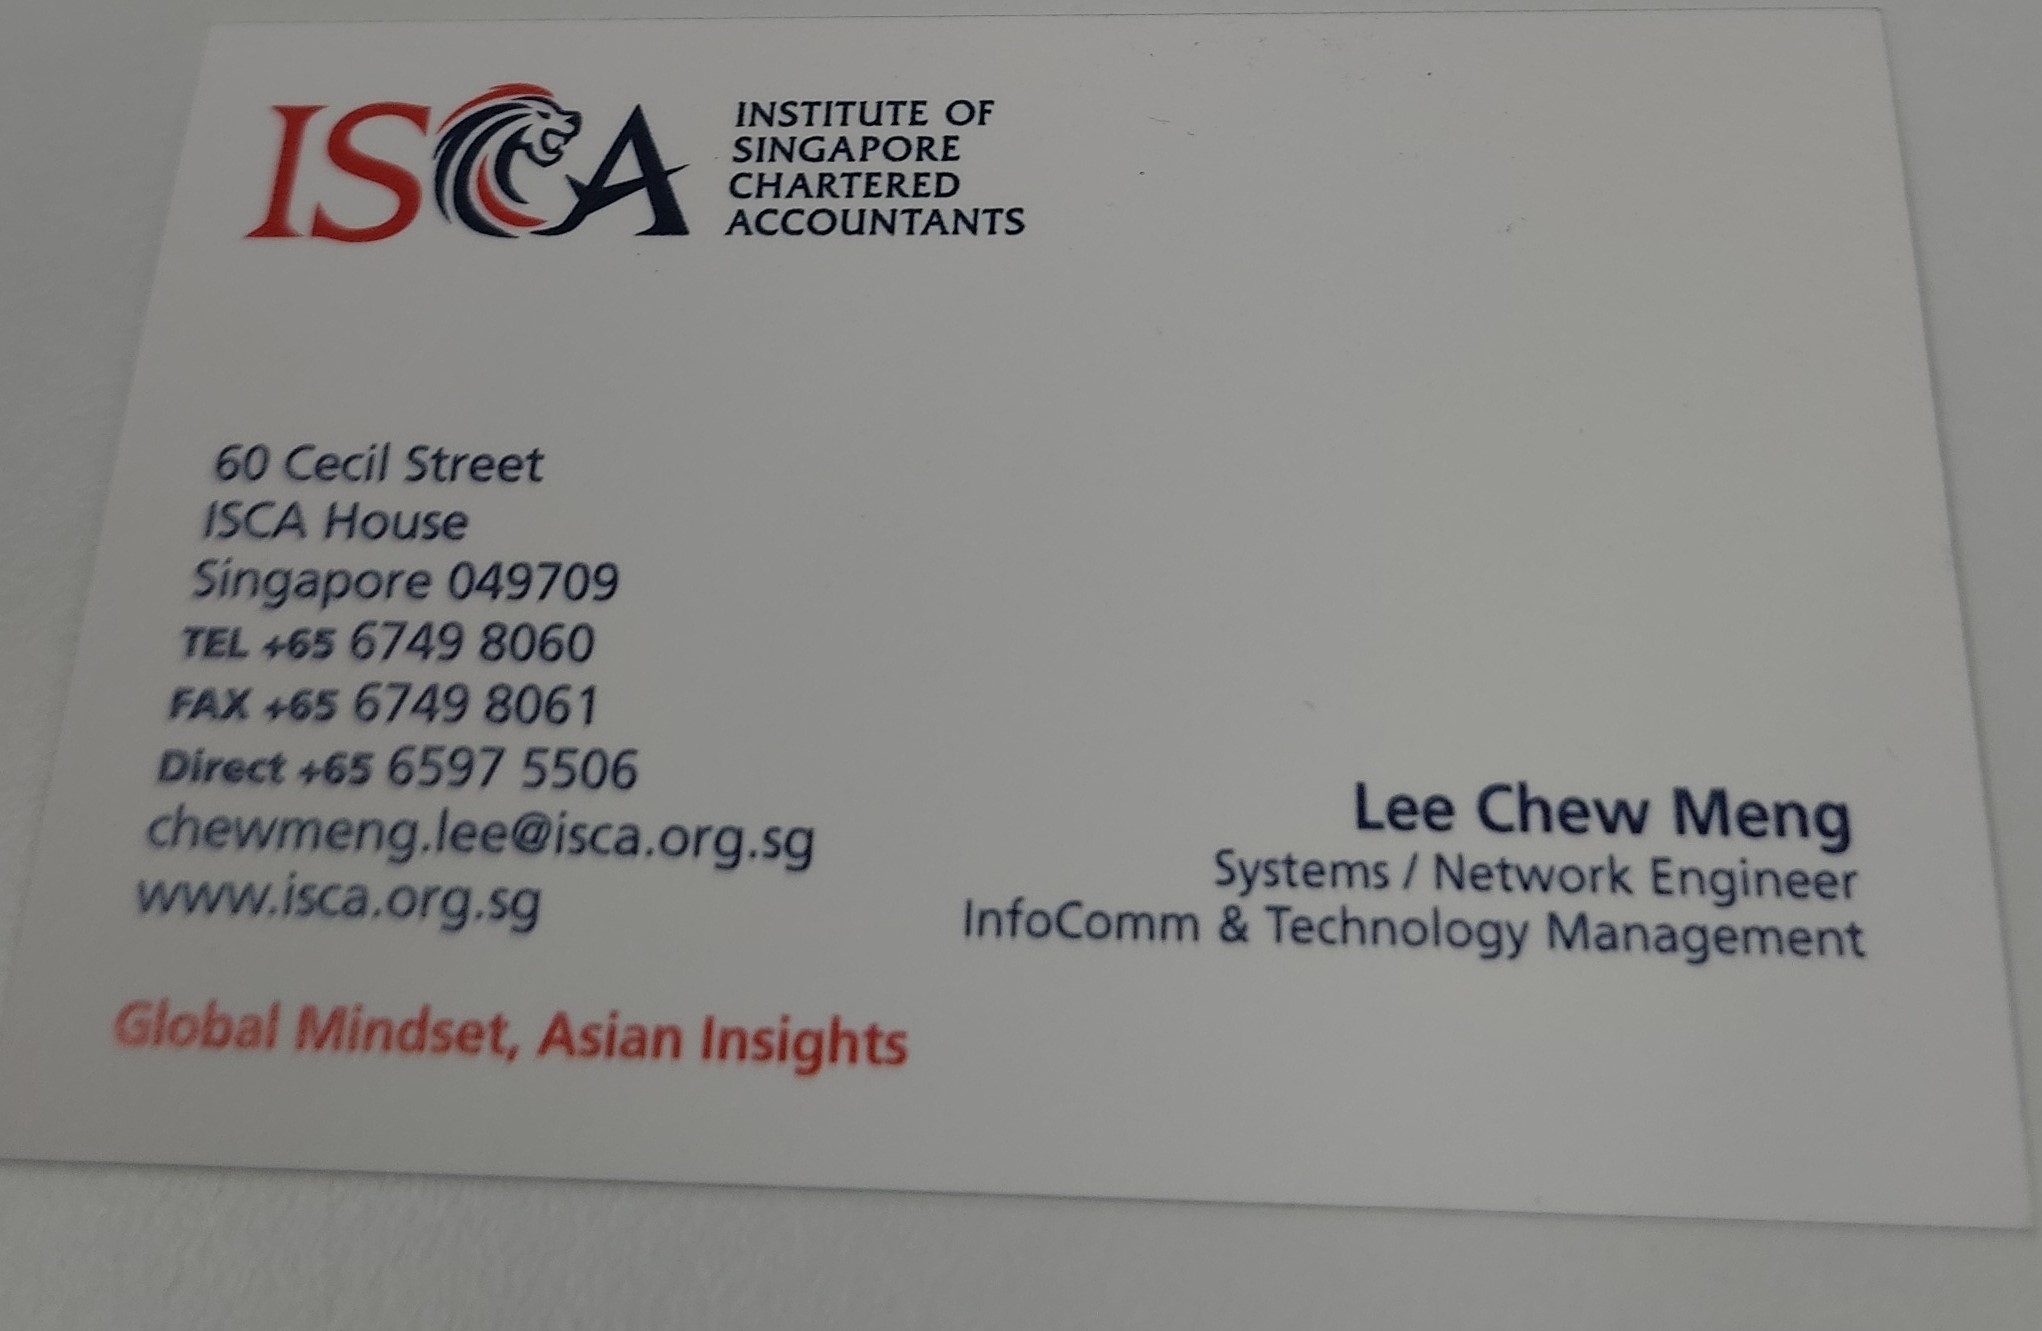 ISCA
INSTITUTE OF
SINGAPORE
CHARTERED
ACCOUNTANTS
60 Cecil Street
ISCA House
Singapore 049709
TEL +65 6749 8060
FAX +65 6749 8061
Direct +65 6597 5506
chewmeng.lee@isca.org.sg
www.isca.org.sg
Global Mindset, Asian Insights
Lee Chew Meng
Systems / Network Engineer
InfoComm & Technology Management